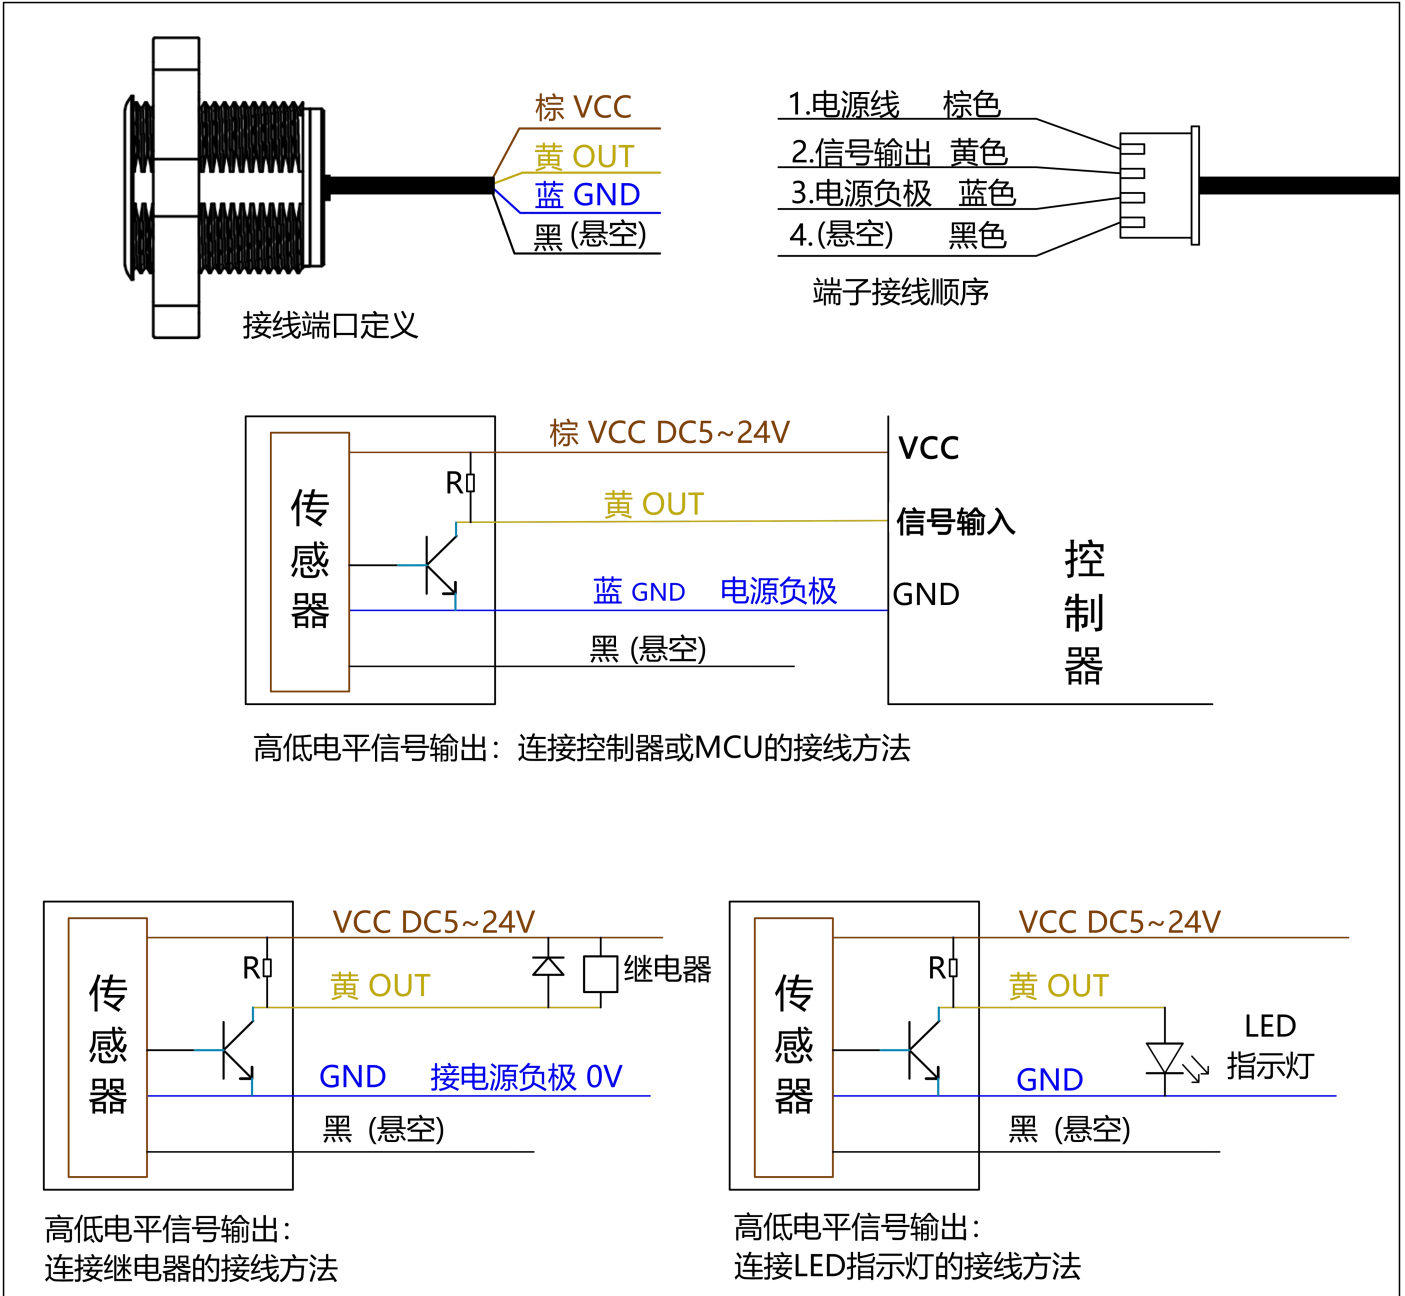 棕 VCC
黄 OUT
蓝 GND
黑 (悬空)
接线端口定义
1.电源线 棕色
2.信号输出 黄色
3.电源负极 蓝色
4.(悬空) 黑色
端子接线顺序
传感器
R
棕 VCC DC5~24V
黄 OUT
蓝 GND 电源负极
黑 (悬空)
VCC
信号输入
GND
控制器
高低电平信号输出：连接控制器或MCU的接线方法
传感器
R
VCC DC5~24V
黄 OUT
继电器
GND 接电源负极 0V
黑 (悬空)
高低电平信号输出：
连接继电器的接线方法
传感器
R
VCC DC5~24V
黄 OUT
LED
指示灯
GND
黑 (悬空)
高低电平信号输出：
连接LED指示灯的接线方法